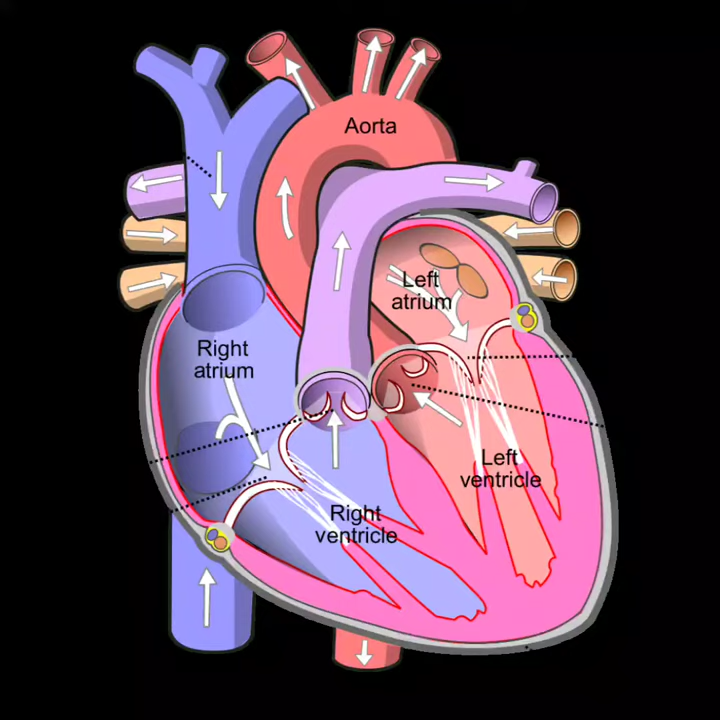 Aorta
Left
atrium
Right
atrium
Left
ventricle
Right
ventricle